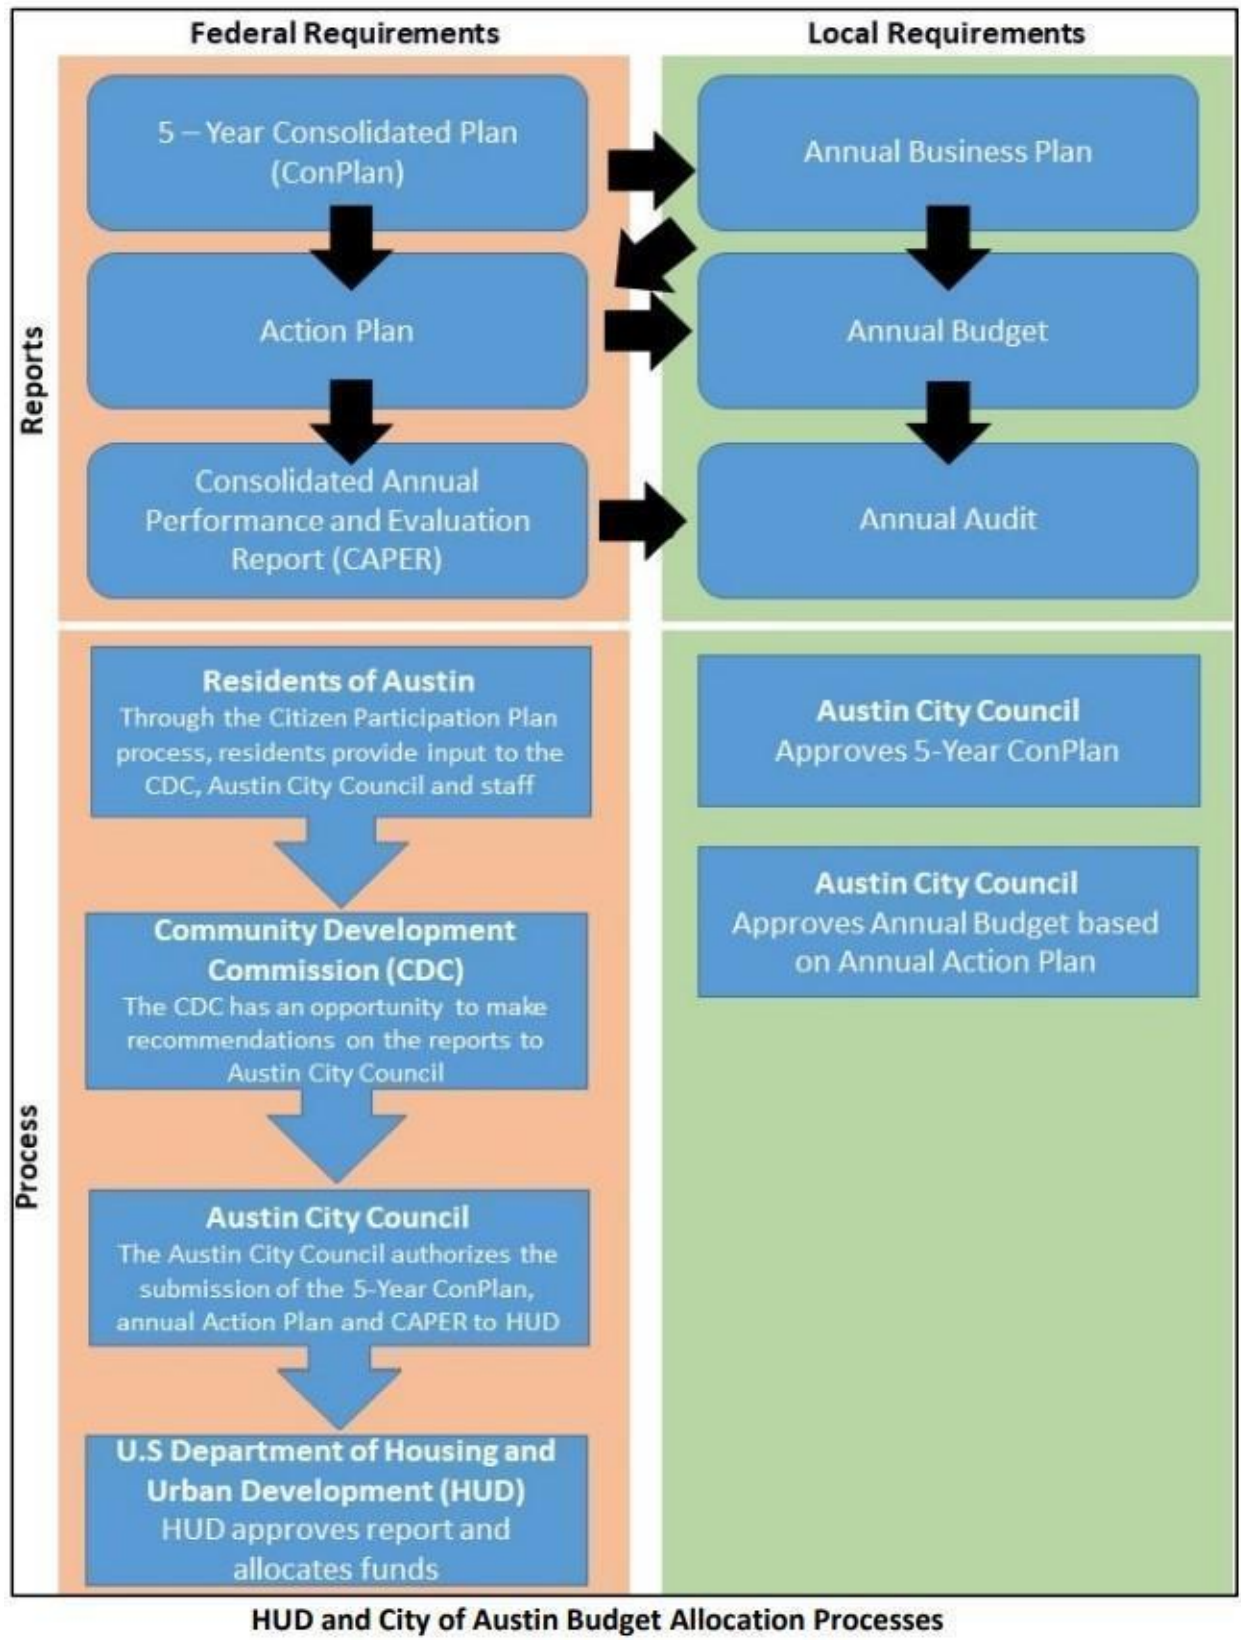 Federal Requirements
Local Requirements
Reports
5 – Year Consolidated Plan
(ConPlan)
Annual Business Plan
Action Plan
Annual Budget
Consolidated Annual
Performance and Evaluation
Report (CAPER)
Annual Audit
Process
Residents of Austin
Through the Citizen Participation Plan
process, residents provide input to the
CDC, Austin City Council and staff
Community Development
Commission (CDC)
The CDC has an opportunity to make
recommendations on the reports to
Austin City Council
Austin City Council
The Austin City Council authorizes the
submission of the 5-Year ConPlan,
annual Action Plan and CAPER to HUD
U.S Department of Housing and
Urban Development (HUD)
HUD approves report and
allocates funds
Austin City Council
Approves 5-Year ConPlan
Austin City Council
Approves Annual Budget based
on Annual Action Plan
HUD and City of Austin Budget Allocation Processes